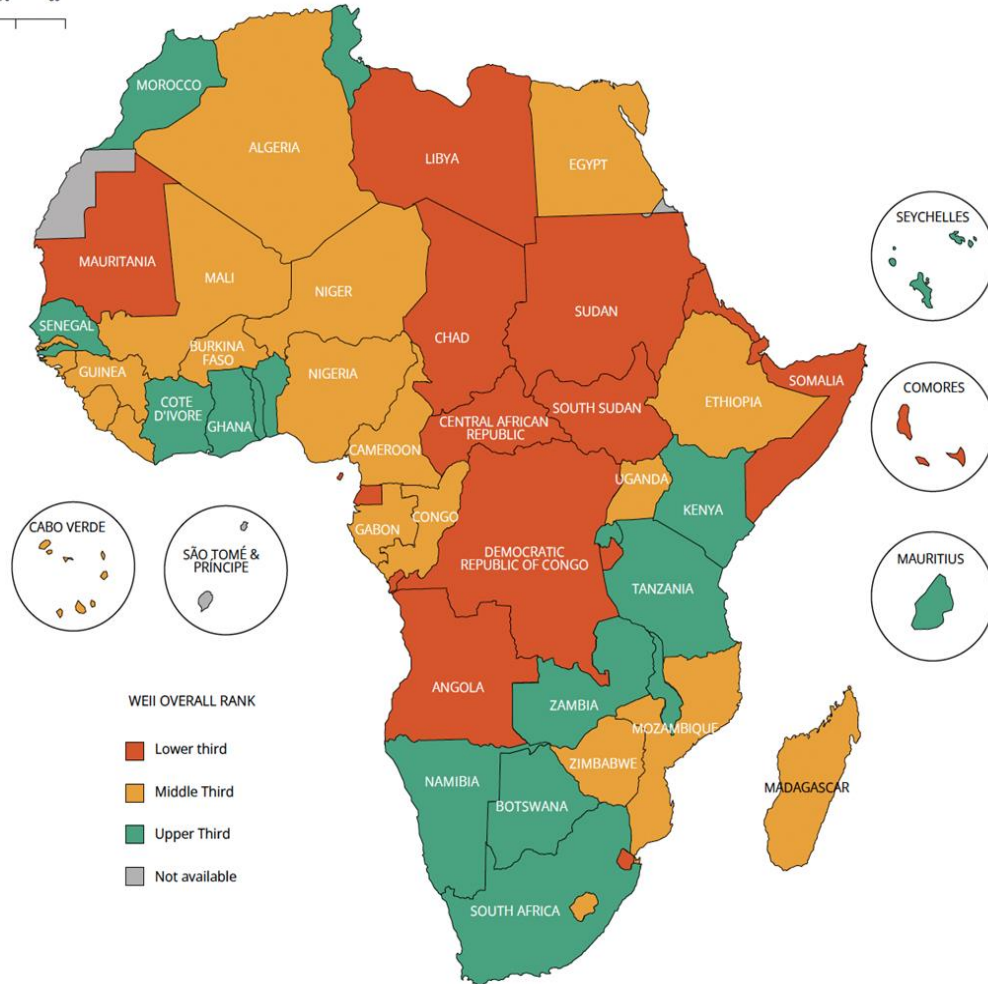 MOROCCO
ALGERIA
LIBYA
EGYPT
MAURITANIA
MALI
NIGER
CHAD
SUDAN
SEYCHELLES
SENEGAL
GUINEA
BURKINA
FASO
NIGERIA
COTE
D'IVORE
GHANA
CAMEROON
CENTRAL AFRICAN
REPUBLIC
SOUTH SUDAN
ETHIOPIA
SOMALIA
COMORES
CABO VERDE
SÃO TOMÉ &
PRÍNCIPE
GABON
CONGO
DEMOCRATIC
REPUBLIC OF CONGO
UGANDA
KENYA
TANZANIA
MAURITIUS
ANGOLA
ZAMBIA
MOZAMBIQUE
ZIMBABWE
NAMIBIA
BOTSWANA
MADAGASCAR
SOUTH AFRICA
WEII OVERALL RANK
Lower third
Middle Third
Upper Third
Not available